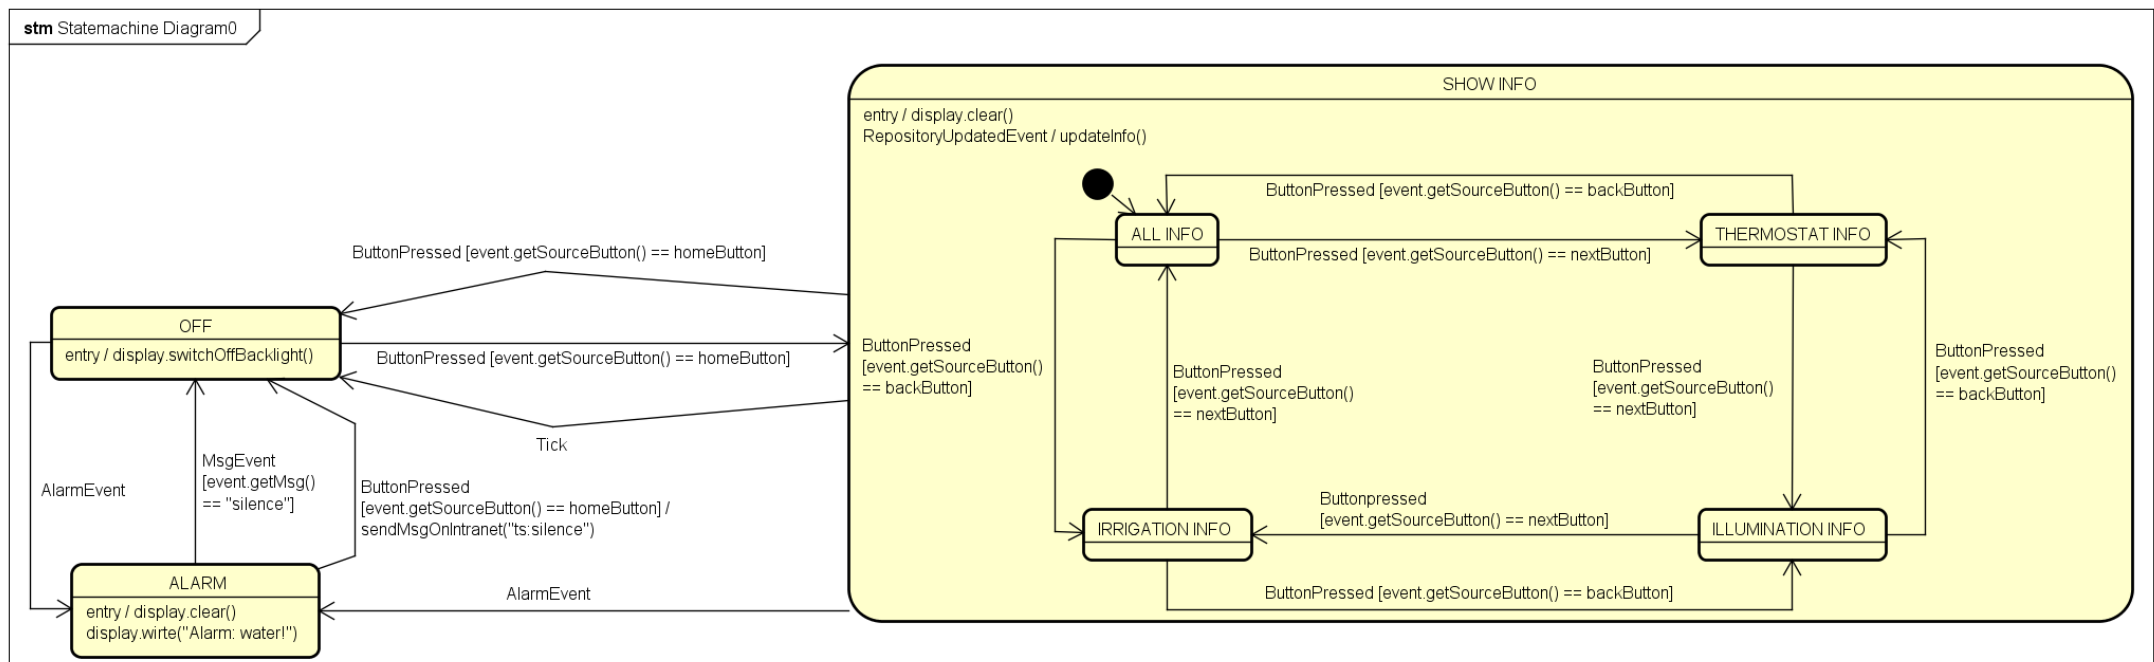 stm Statemachine Diagram0
SHOW INFO
entry / display.clear()
RepositoryUpdatedEvent / updateInfo()
ButtonPressed [event.getSourceButton() == backButton]
ALL INFO
THERMOSTAT INFO
ButtonPressed [event.getSourceButton() == nextButton]
ButtonPressed [event.getSourceButton() == homeButton]
OFF
entry / display.switchOffBacklight()
ButtonPressed [event.getSourceButton() == homeButton]
Tick
ButtonPressed
[event.getSourceButton()
== backButton]
ButtonPressed
[event.getSourceButton()
== nextButton]
ButtonPressed
[event.getSourceButton()
== nextButton]
ButtonPressed
[event.getSourceButton()
== backButton]
AlarmEvent
MsgEvent
[event.getMsg()
== "silence"]
ButtonPressed
[event.getSourceButton() == homeButton] /
sendMsgOnIntranet("ts:silence")
Buttonpressed
[event.getSourceButton() == nextButton]
IRRIGATION INFO
ILLUMINATION INFO
ALARM
entry / display.clear()
display.wirte("Alarm: water!")
AlarmEvent
ButtonPressed [event.getSourceButton() == backButton]